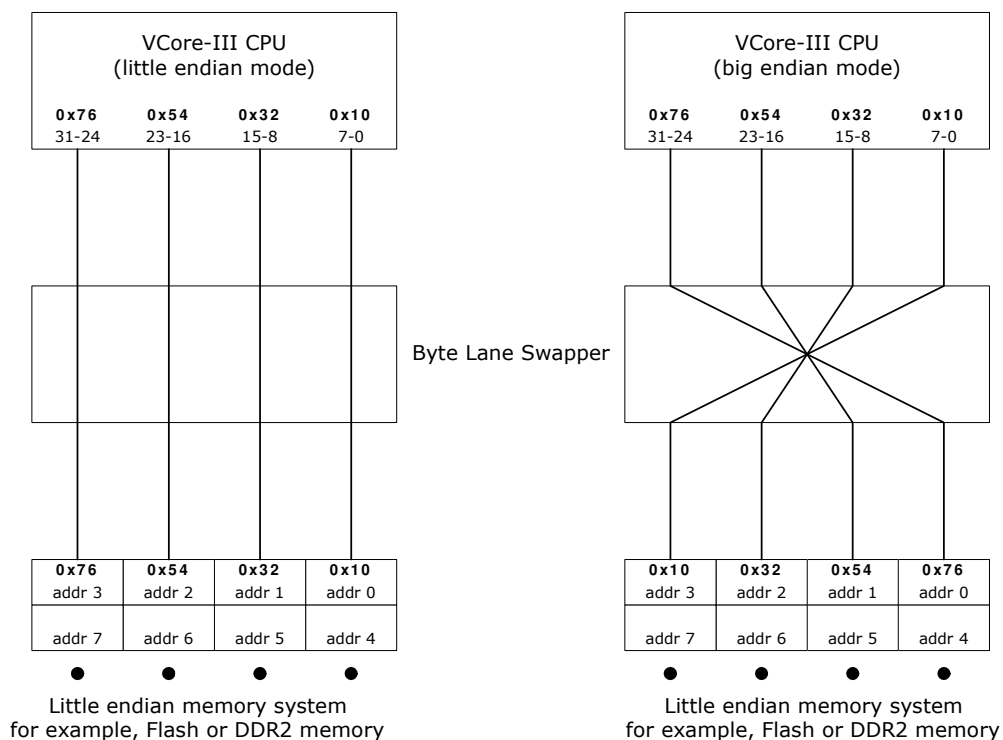 VCore-III CPU
(little endian mode)
0x76 0x54 0x32 0x10
31-24 23-16 15-8 7-0
VCore-III CPU
(big endian mode)
0x76 0x54 0x32 0x10
31-24 23-16 15-8 7-0
Byte Lane Swapper
0x76 0x54 0x32 0x10
addr 3 addr 2 addr 1 addr 0
addr 7 addr 6 addr 5 addr 4
Little endian memory system
for example, Flash or DDR2 memory
0x10 0x32 0x54 0x76
addr 3 addr 2 addr 1 addr 0
addr 7 addr 6 addr 5 addr 4
Little endian memory system
for example, Flash or DDR2 memory